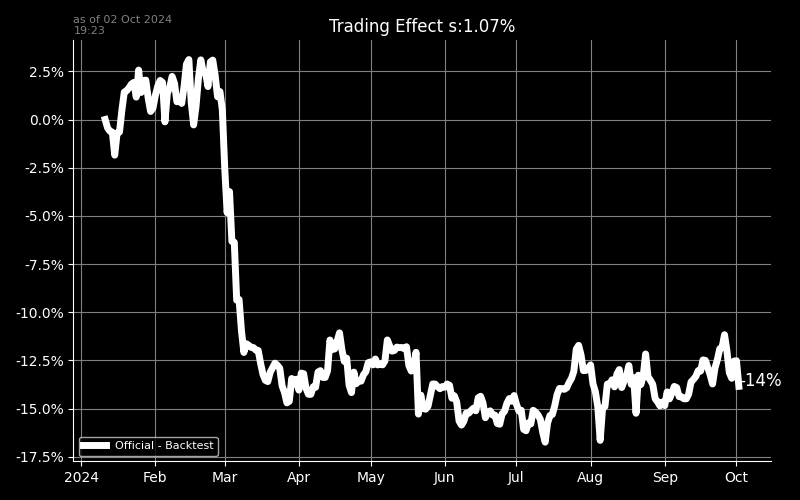 as of 02 Oct 2024
19:23
Trading Effect s:1.07%
2.5%
0.0%
-2.5%
-5.0%
-7.5%
-10.0%
-12.5%
-15.0%
-17.5%
-14%
Official - Backtest
2024 Feb Mar Apr May Jun Jul Aug Sep Oct